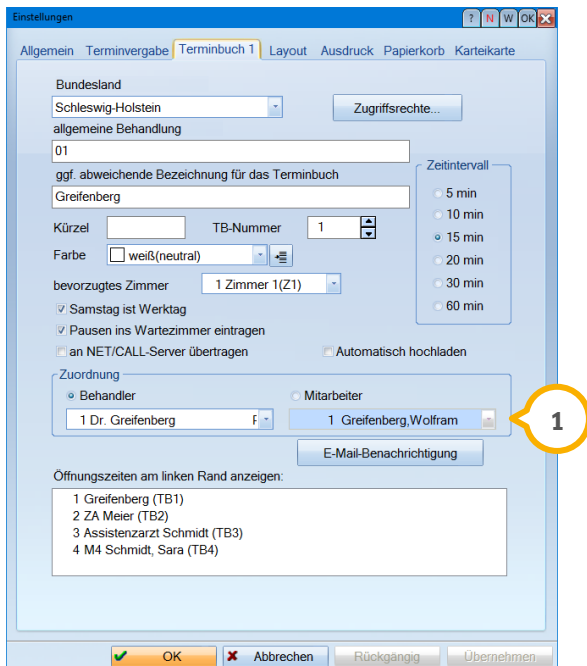 Einstellungen ? N W OK
Allgemein Terminvergabe Terminbuch 1 Layout Ausdruck Papierkorb Karteikarte
Bundesland
Schleswig-Holstein
Zugriffsrechte...
allgemeine Behandlung
01
ggf. abweichende Bezeichnung für das Terminbuch
Greifenberg
Zeitintervall
5 min
10 min
15 min
20 min
30 min
60 min
Kürzel TB-Nummer 1
Farbe weiß(neutral)
bevorzugtes Zimmer 1 Zimmer 1(Z1)
Samstag ist Werktag
Pausen ins Wartezimmer eintragen
an NET/CALL-Server übertragen Automatisch hochladen
Zuordnung
Behandler Mitarbeiter
1 Dr. Greifenberg F 1 Greifenberg,Wolfram
1
E-Mail-Benachrichtigung
Öffnungszeiten am linken Rand anzeigen:
1 Greifenberg (TB1)
2 ZA Meier (TB2)
3 Assistenzarzt Schmidt (TB3)
4 M4 Schmidt, Sara (TB4)
OK Abbrechen Rückgängig Übernehmen